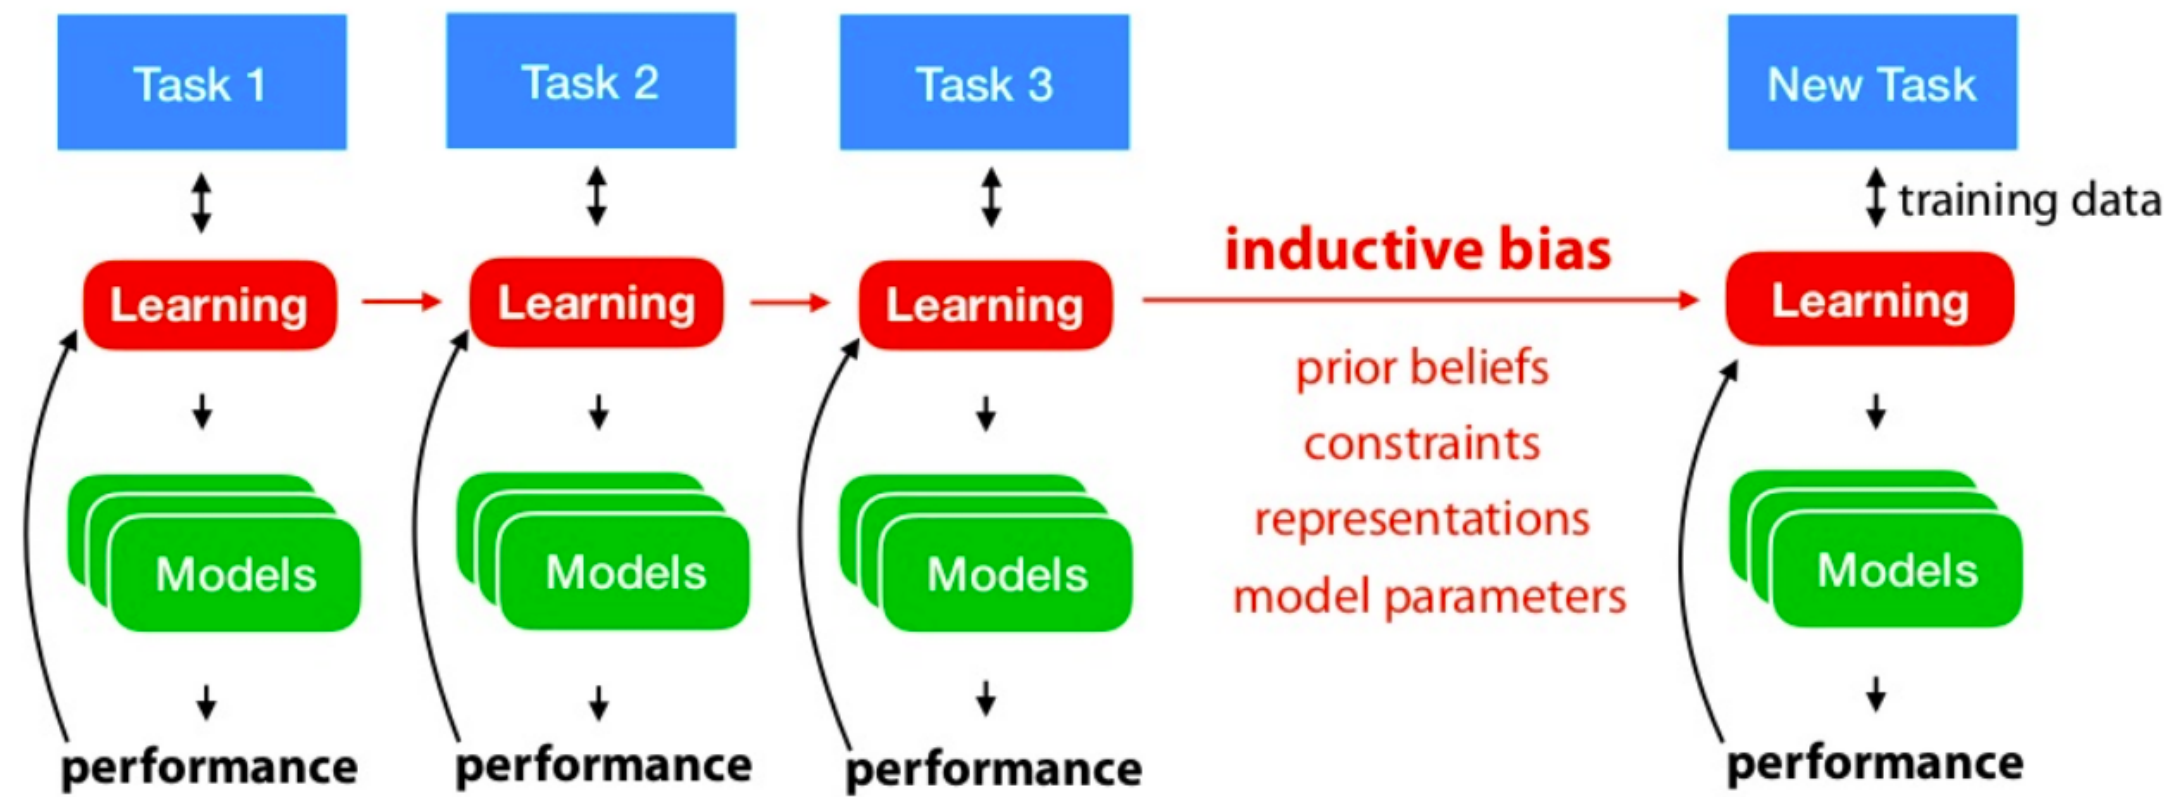 Task 1
Task 2
Task 3
New Task
training data
inductive bias
Learning
Learning
Learning
Learning
prior beliefs
constraints
representations
model parameters
Models
Models
Models
Models
performance
performance
performance
performance